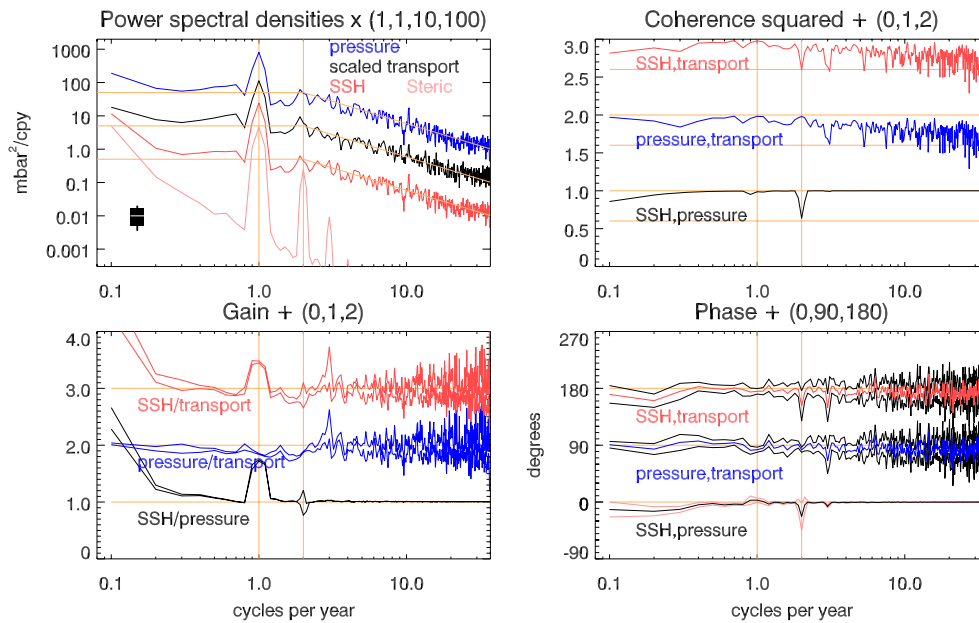 Power spectral densities x (1,1,10,100)
1000
100
10
1.0
0.1
0.01
0.001
mbar²/cpy
pressure
scaled transport
SSH
Steric
0.1
1.0
10.0
Coherence squared + (0,1,2)
3.0
2.5
2.0
1.5
1.0
0.5
0
SSH,transport
pressure,transport
SSH,pressure
0.1
1.0
10.0
Gain + (0,1,2)
4.0
3.0
2.0
1.0
0
SSH/transport
pressure/transport
SSH/pressure
0.1
1.0
10.0
cycles per year
Phase + (0,90,180)
270
180
90
0
-90
degrees
SSH,transport
pressure,transport
SSH,pressure
0.1
1.0
10.0
cycles per year